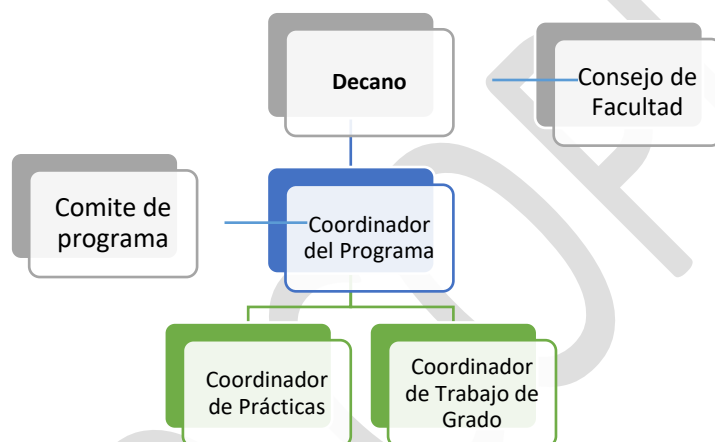 Decano
Consejo de
Facultad
Comite de
programa
Coordinador
del Programa
Coordinador
de Prácticas
Coordinador
de Trabajo de
Grado